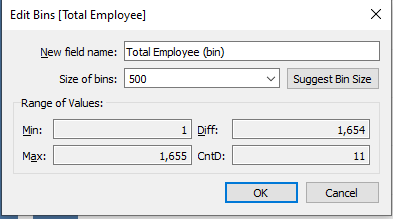 Edit Bins [Total Employee]
New field name: Total Employee (bin)
Size of bins: 500 Suggest Bin Size
Range of Values:
Min: 1 Diff: 1,654
Max: 1,655 CntD: 11
OK Cancel